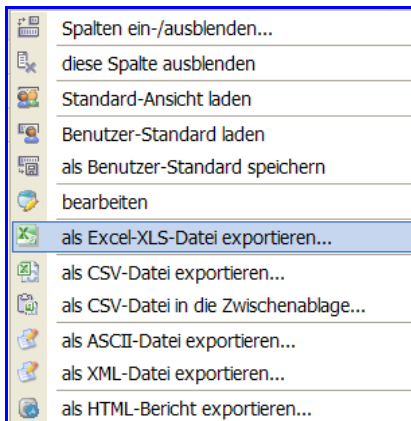 Spalten ein-/ausblenden...
diese Spalte ausblenden
Standard-Ansicht laden
Benutzer-Standard laden
als Benutzer-Standard speichern
bearbeiten
als Excel-XLS-Datei exportieren...
als CSV-Datei exportieren...
als CSV-Datei in die Zwischenablage...
als ASCII-Datei exportieren...
als XML-Datei exportieren...
als HTML-Bericht exportieren...